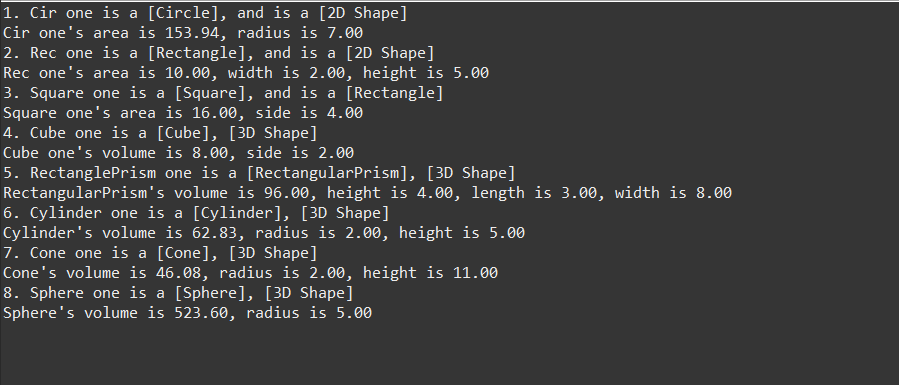 1. Cir one is a [Circle], and is a [2D Shape]
Cir one's area is 153.94, radius is 7.00
2. Rec one is a [Rectangle], and is a [2D Shape]
Rec one's area is 10.00, width is 2.00, height is 5.00
3. Square one is a [Square], and is a [Rectangle]
Square one's area is 16.00, side is 4.00
4. Cube one is a [Cube], [3D Shape]
Cube one's volume is 8.00, side is 2.00
5. RectanglePrism one is a [RectangularPrism], [3D Shape]
RectangularPrism's volume is 96.00, height is 4.00, length is 3.00, width is 8.00
6. Cylinder one is a [Cylinder], [3D Shape]
Cylinder's volume is 62.83, radius is 2.00, height is 5.00
7. Cone one is a [Cone], [3D Shape]
Cone's volume is 46.08, radius is 2.00, height is 11.00
8. Sphere one is a [Sphere], [3D Shape]
Sphere's volume is 523.60, radius is 5.00